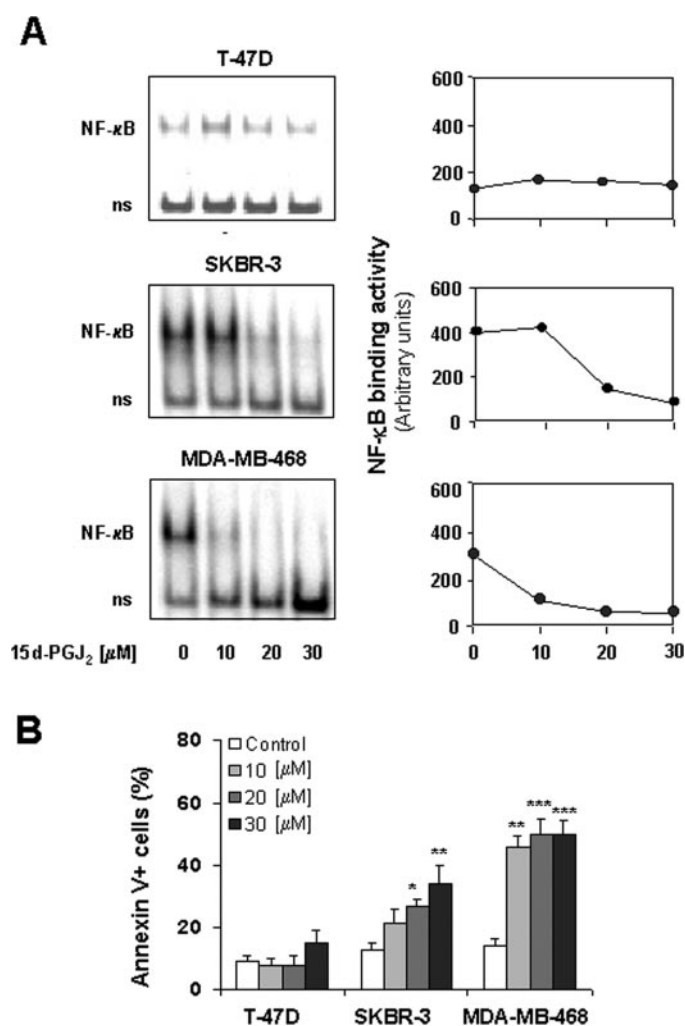 A
T-47D
NF-κB
ns
600
400
200
0
SKBR-3
NF-κB
ns
600
400
200
0
MDA-MB-468
NF-κB
ns
600
400
200
0
NF-κB binding activity
(Arbitrary units)
15d-PGJ₂ [μM] 0 10 20 30
0 10 20 30
B
Annexin V+ cells (%)
80
60
40
20
0
Control
10 [μM]
20 [μM]
30 [μM]
* ** ** *** ***
T-47D SKBR-3 MDA-MB-468